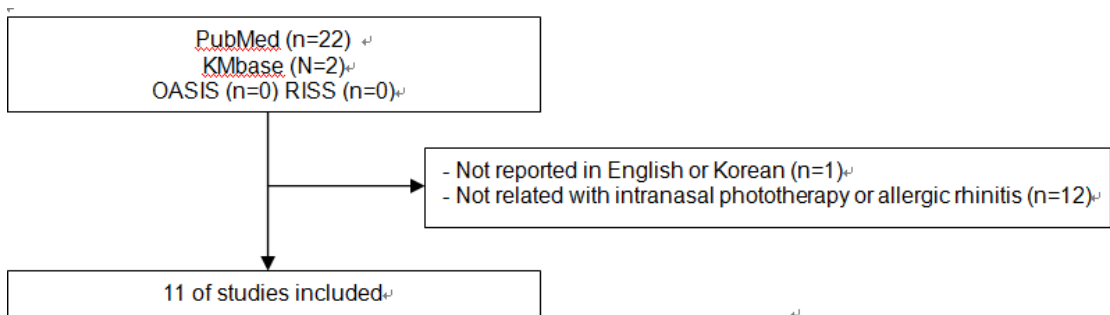 PubMed (n=22)
KMbase (N=2)
OASIS (n=0) RISS (n=0)
- Not reported in English or Korean (n=1)
- Not related with intranasal phototherapy or allergic rhinitis (n=12)
11 of studies included